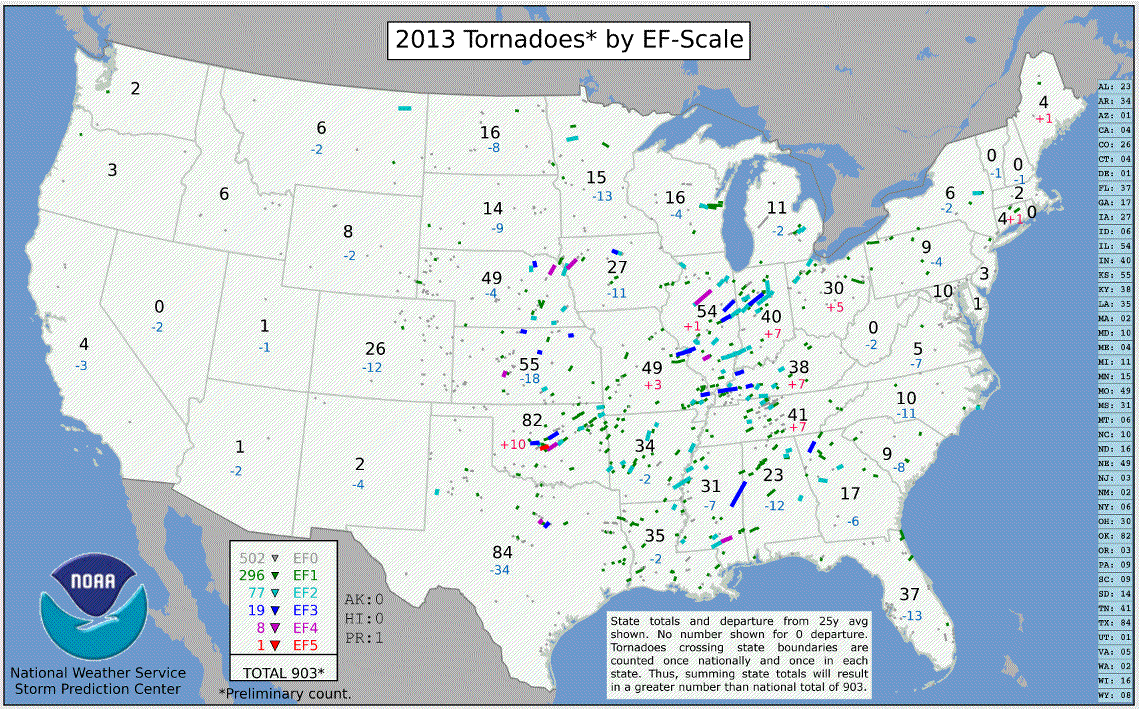 2013 Tornadoes* by EF-Scale
2
3
6
-2
6
8
-2
16
-8
14
-9
49
-4
15
-13
16
-4
11
-2
27
-11
0
-2
4
-3
1
-1
26
-12
55
-18
49
+3
54
+1
40
+7
30
+5
38
+7
41
+7
1
-2
2
-4
82
+10
34
-2
84
-34
35
-2
31
-7
23
-12
17
-6
37
-13
9
-8
10
-11
5
-7
0
-2
10
1
3
9
-4
6
-2
0
-1
0
-1
4
+1
2
4+1
0
AL: 23
AR: 34
AZ: 01
CA: 04
CO: 26
CT: 04
DE: 01
FL: 37
GA: 17
IA: 27
ID: 06
IL: 54
IN: 40
KS: 55
KY: 38
LA: 35
MA: 02
MD: 10
ME: 04
MI: 11
MN: 15
MO: 49
MS: 31
MT: 06
NC: 10
ND: 16
NE: 49
NJ: 03
NM: 02
NY: 06
OH: 30
OK: 82
OR: 03
PA: 09
SC: 09
SD: 14
TN: 41
TX: 84
UT: 01
VA: 05
WA: 02
WI: 16
WY: 08
502 EF0
296 EF1
77 EF2
19 EF3
8 EF4
1 EF5
TOTAL 903*
*Preliminary count.
AK:0
HI:0
PR:1
NOAA
National Weather Service
Storm Prediction Center
State totals and departure from 25y avg
shown. No number shown for 0 departure.
Tornadoes crossing state boundaries are
counted once nationally and once in each
state. Thus, summing state totals will result
in a greater number than national total of 903.